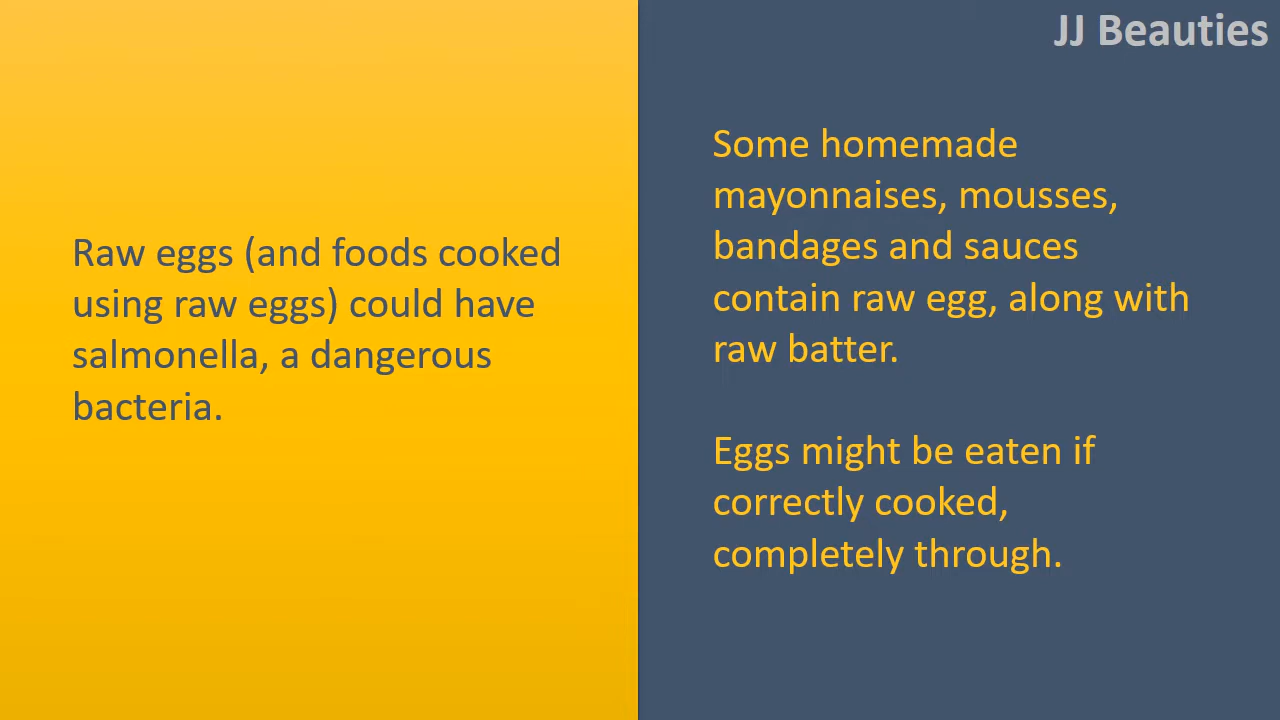 JJ Beauties
Raw eggs (and foods cooked
using raw eggs) could have
salmonella, a dangerous
bacteria.
Some homemade
mayonnaises, mousses,
bandages and sauces
contain raw egg, along with
raw batter.
Eggs might be eaten if
correctly cooked,
completely through.